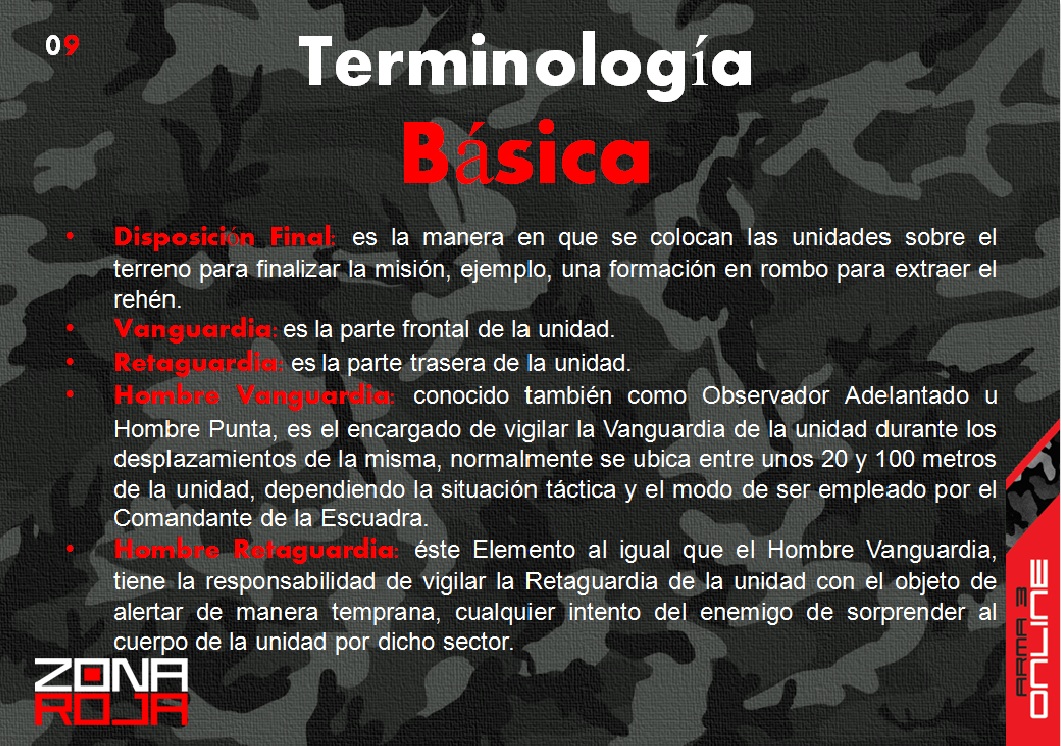 09
Terminología
Básica
• Disposición Final: es la manera en que se colocan las unidades sobre el
terreno para finalizar la misión, ejemplo, una formación en rombo para extraer el
rehén.
• Vanguardia: es la parte frontal de la unidad.
• Retaguardia: es la parte trasera de la unidad.
• Hombre Vanguardia: conocido también como Observador Adelantado u
Hombre Punta, es el encargado de vigilar la Vanguardia de la unidad durante los
desplazamientos de la misma, normalmente se ubica entre unos 20 y 100 metros
de la unidad, dependiendo la situación táctica y el modo de ser empleado por el
Comandante de la Escuadra.
• Hombre Retaguardia: éste Elemento al igual que el Hombre Vanguardia,
tiene la responsabilidad de vigilar la Retaguardia de la unidad con el objeto de
alertar de manera temprana, cualquier intento del enemigo de sorprender al
cuerpo de la unidad por dicho sector.
ZONA
ROJA
ARMA 3
ONLINE